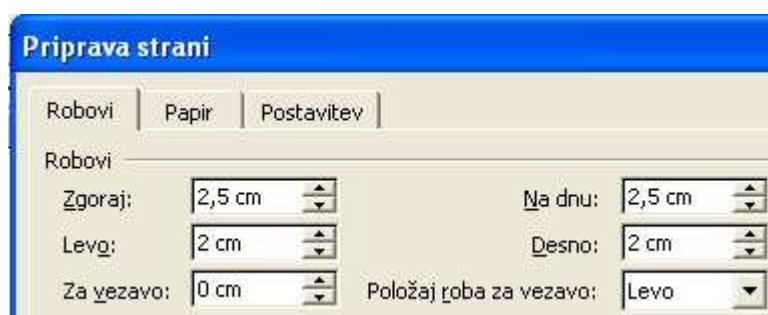 Priprava strani
Robovi Papir Postavitev
Robovi
Zgoraj: 2,5 cm Na dnu: 2,5 cm
Levo: 2 cm Desno: 2 cm
Za vezavo: 0 cm Položaj roba za vezavo: Levo